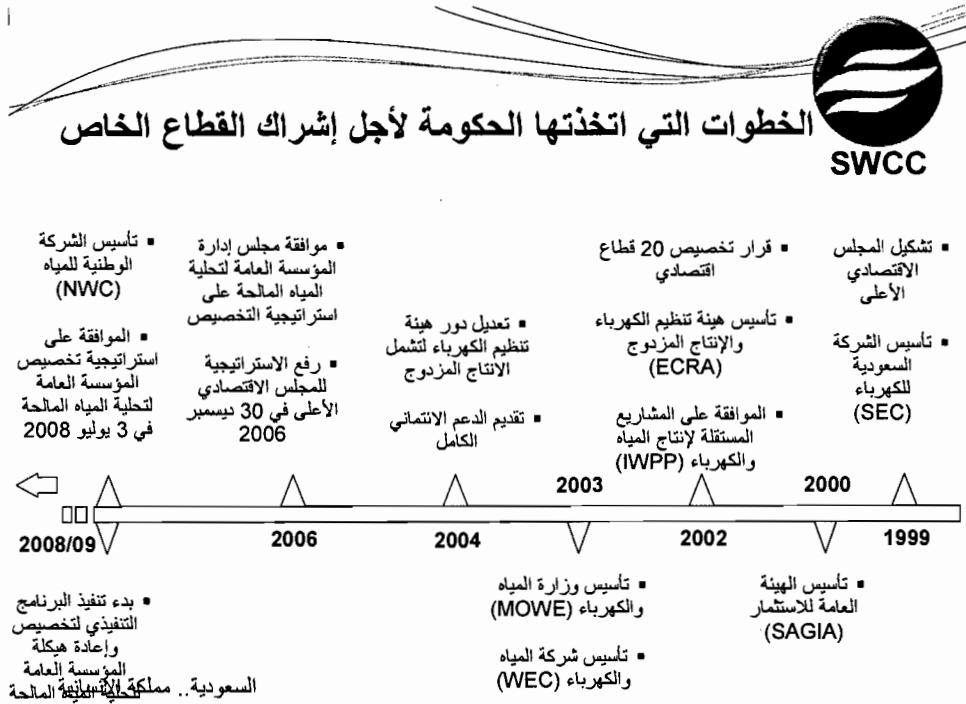 الخطوات التي اتخذتها الحكومة لأجل إشراك القطاع الخاص
SWCC
▪ تشكيل المجلس
الاقتصادي
الأعلى
▪ تأسيس الشركة
السعودية
للكهرباء
(SEC)
▪ قرار تخصيص 20 قطاع
اقتصادي
▪ تأسيس هيئة تنظيم الكهرباء
والإنتاج المزدوج
(ECRA)
▪ الموافقة على المشاريع
المستقلة لإنتاج المياه
والكهرباء (IWPP)
▪ تعديل دور هيئة
تنظيم الكهرباء لتشمل
الانتاج المزدوج
▪ تقديم الدعم الائتماني
الكامل
▪ موافقة مجلس إدارة
المؤسسة العامة لتحلية
المياه المالحة على
استراتيجية التخصيص
▪ رفع الاستراتيجية
للمجلس الاقتصادي
الأعلى في 30 ديسمبر
2006
▪ تأسيس الشركة
الوطنية للمياه
(NWC)
▪ الموافقة على
استراتيجية تخصيص
المؤسسة العامة
لتحلية المياه المالحة
في 3 يوليو 2008
2000
2003
1999
2002
2004
2006
2008/09
▪ تأسيس الهيئة
العامة للاستثمار
(SAGIA)
▪ تأسيس وزارة المياه
والكهرباء (MOWE)
▪ تأسيس شركة المياه
والكهرباء (WEC)
▪ بدء تنفيذ البرنامج
التنفيذي لتخصيص
وإعادة هيكلة
المؤسسة العامة
لتحلية المياه المالحة
السعودية.. مملكة الإنسانية